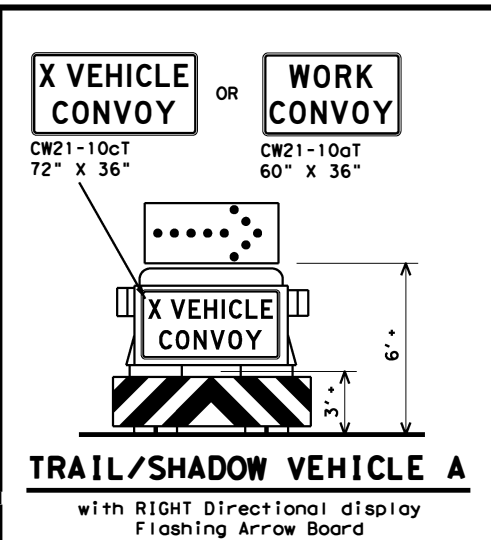 X VEHICLE
CONVOY
OR
WORK
CONVOY
CW21-10cT
72" X 36"
CW21-10aT
60" X 36"
X VEHICLE
CONVOY
6'+
3'+
TRAIL/SHADOW VEHICLE A
with RIGHT Directional display
Flashing Arrow Board